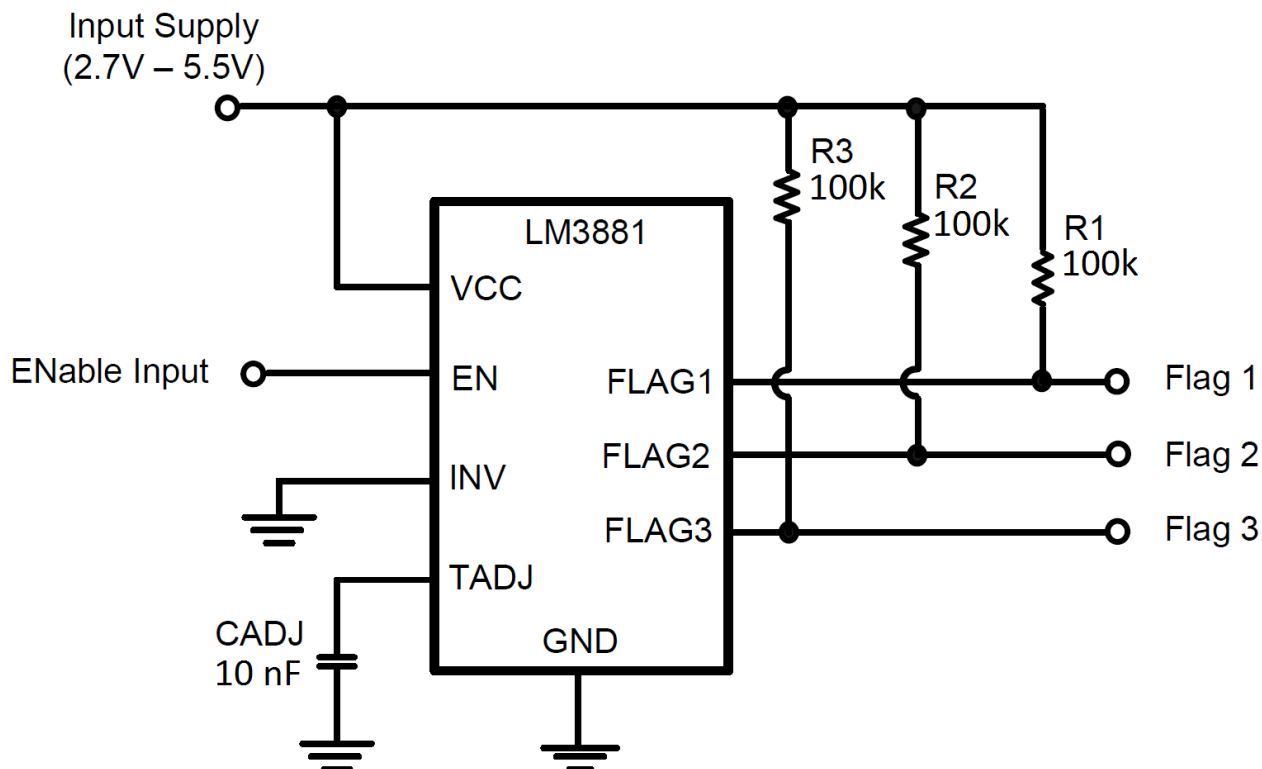 Input Supply
(2.7V – 5.5V)
R3
100k
R2
100k
R1
100k
LM3881
VCC
ENable Input
EN
FLAG1
Flag 1
INV
FLAG2
Flag 2
FLAG3
Flag 3
TADJ
CADJ
10 nF
GND